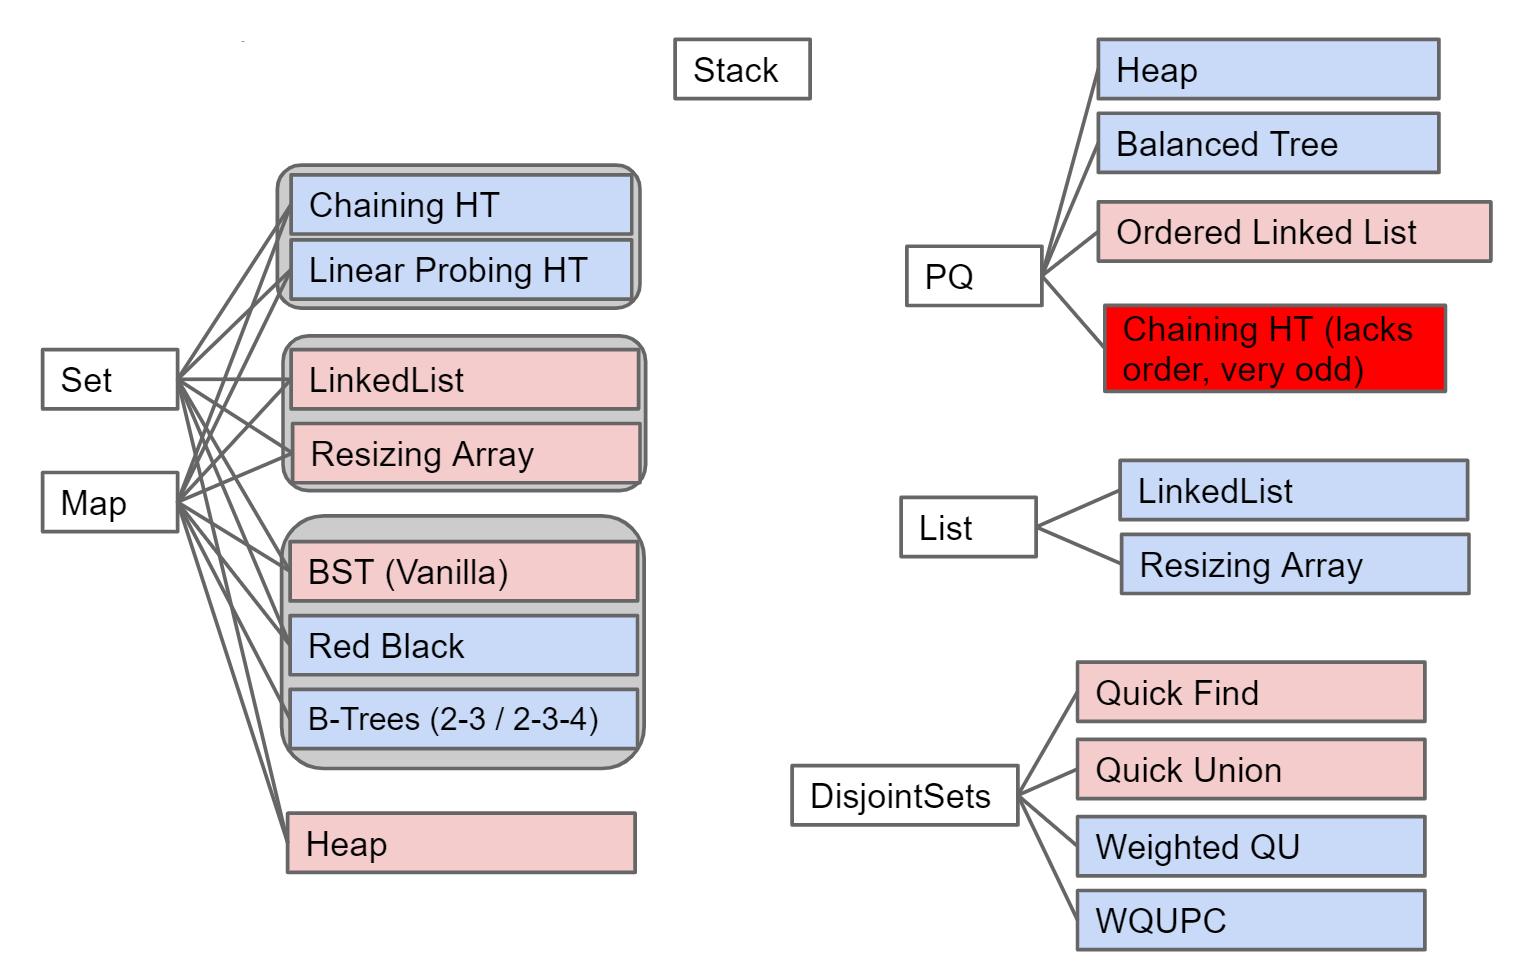 Stack
Chaining HT
Linear Probing HT
Set
LinkedList
Resizing Array
Map
BST (Vanilla)
Red Black
B-Trees (2-3 / 2-3-4)
Heap
PQ
Heap
Balanced Tree
Ordered Linked List
Chaining HT (lacks
order, very odd)
List
LinkedList
Resizing Array
DisjointSets
Quick Find
Quick Union
Weighted QU
WQUPC